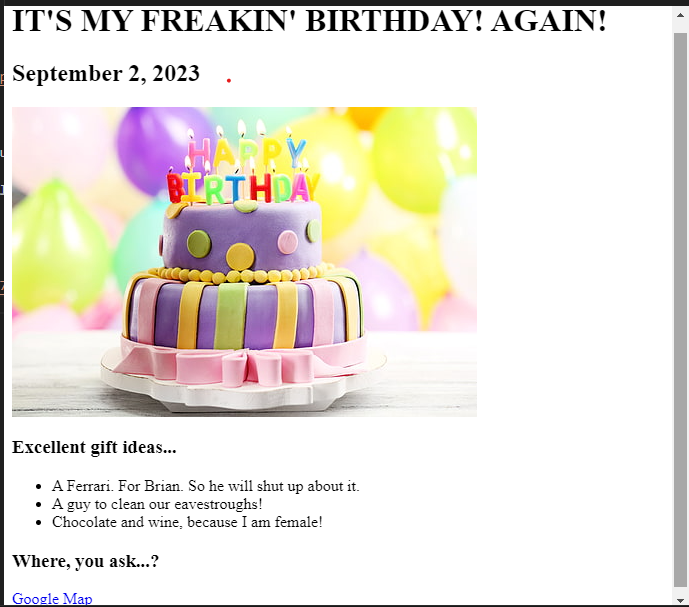 IT'S MY FREAKIN' BIRTHDAY! AGAIN!
September 2, 2023
HAPPY
BIRTHDAY
Excellent gift ideas...
A Ferrari. For Brian. So he will shut up about it.
A guy to clean our eavestroughs!
Chocolate and wine, because I am female!
Where, you ask...?
Google Map